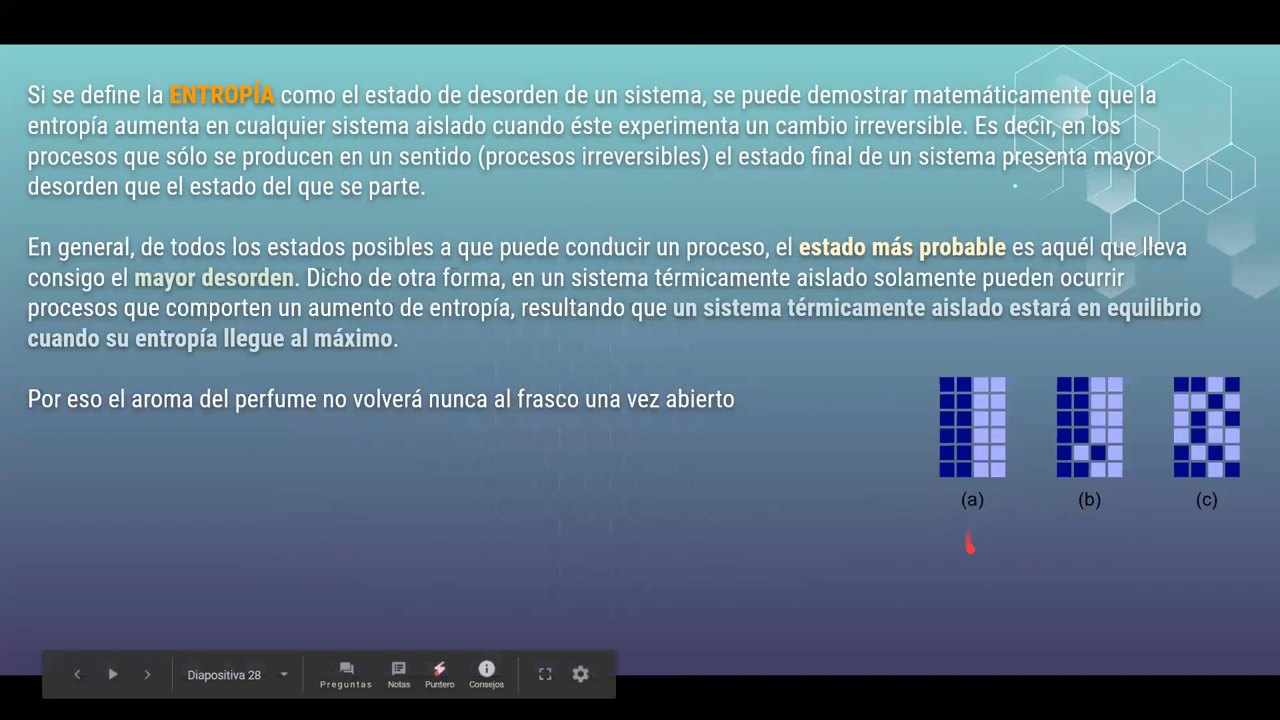 Si se define la ENTROPÍA como el estado de desorden de un sistema, se puede demostrar matemáticamente que la
entropía aumenta en cualquier sistema aislado cuando éste experimenta un cambio irreversible. Es decir, en los
procesos que sólo se producen en un sentido (procesos irreversibles) el estado final de un sistema presenta mayor
desorden que el estado del que se parte.
En general, de todos los estados posibles a que puede conducir un proceso, el estado más probable es aquél que lleva
consigo el mayor desorden. Dicho de otra forma, en un sistema térmicamente aislado solamente pueden ocurrir
procesos que comporten un aumento de entropía, resultando que un sistema térmicamente aislado estará en equilibrio
cuando su entropía llegue al máximo.
Por eso el aroma del perfume no volverá nunca al frasco una vez abierto
(a) (b) (c)
Diapositiva 28
Preguntas Notas Puntero Consejos